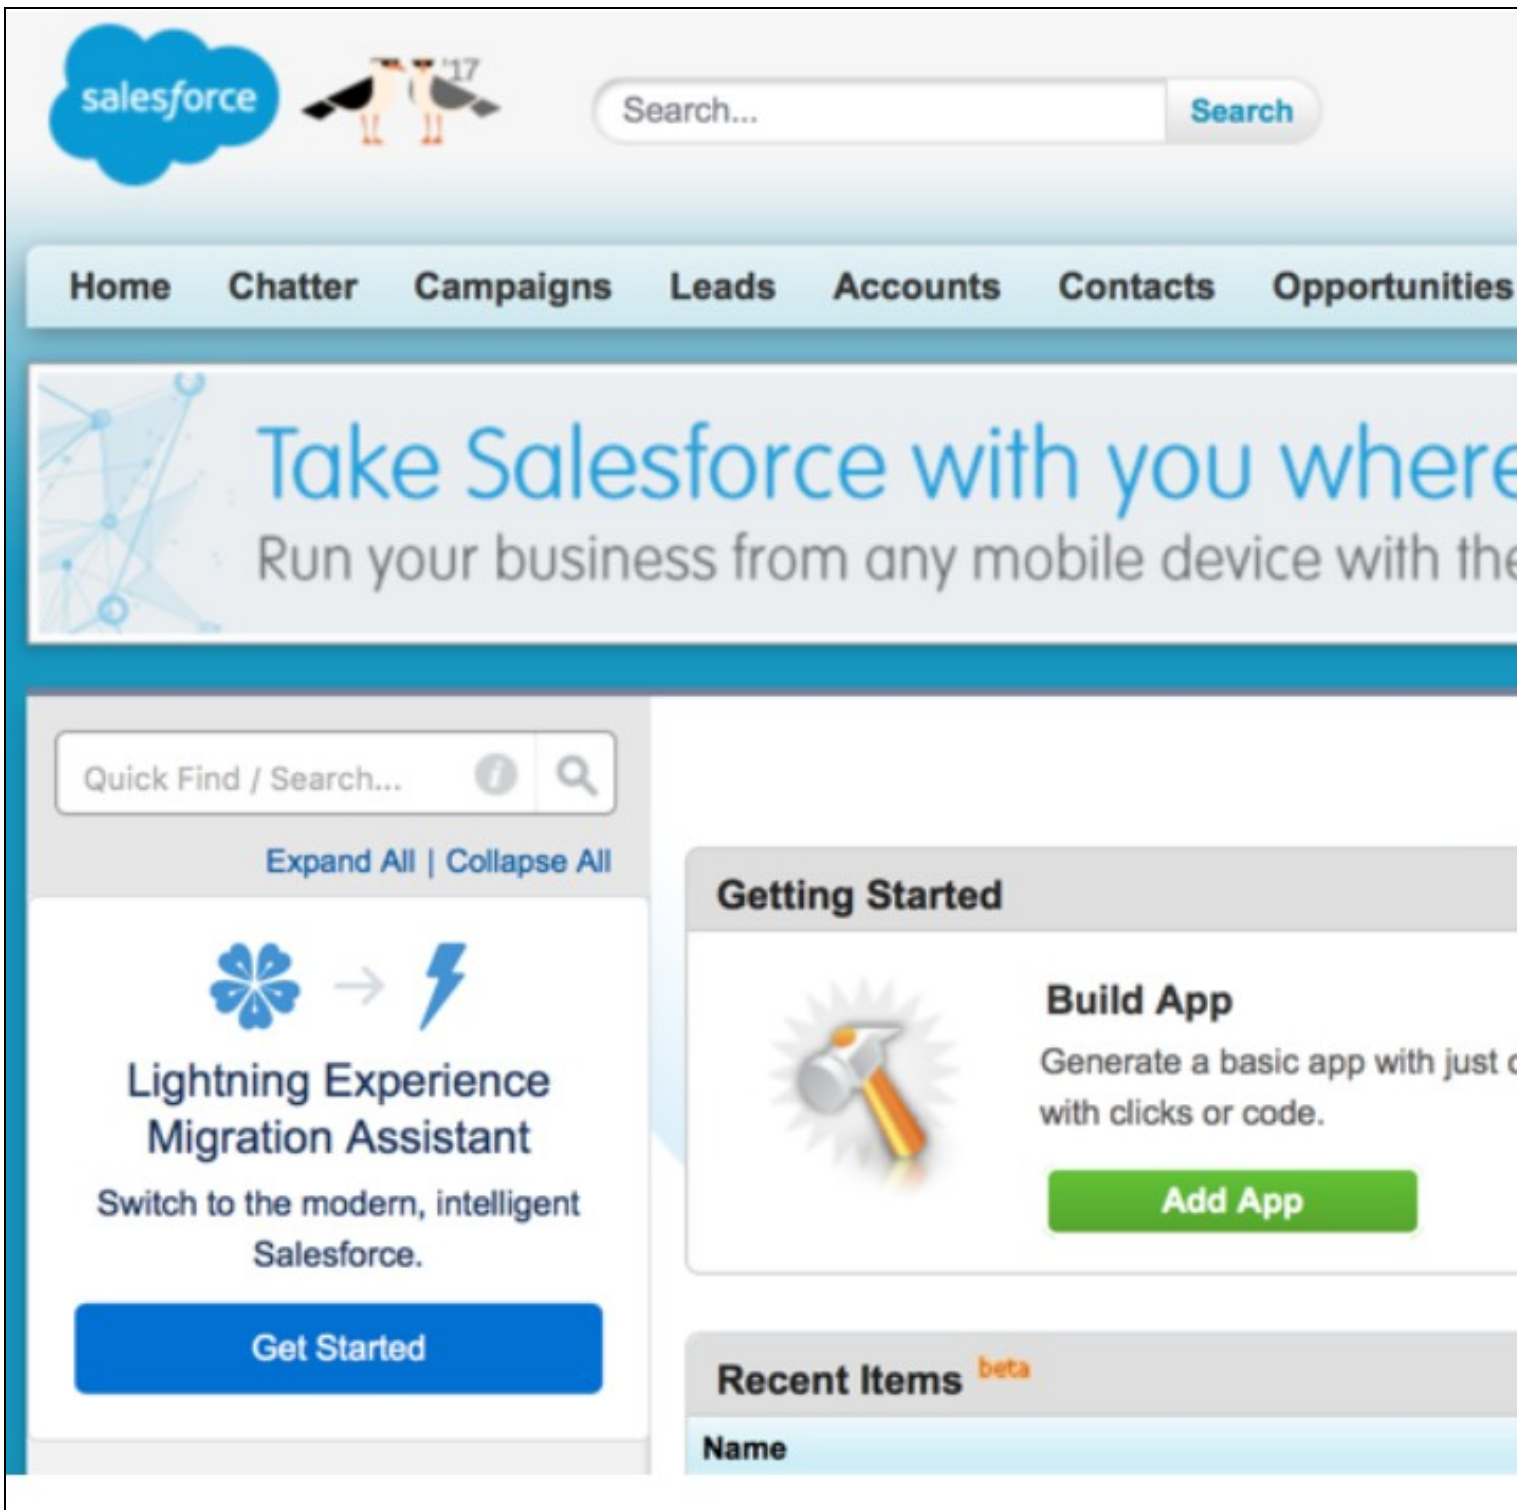 salesforce
'17
Search...
Search
Home Chatter Campaigns Leads Accounts Contacts Opportunities
Take Salesforce with you where
Run your business from any mobile device with the
Quick Find / Search...
Expand All | Collapse All
Lightning Experience
Migration Assistant
Switch to the modern, intelligent
Salesforce.
Get Started
Getting Started
Build App
Generate a basic app with just
with clicks or code.
Add App
Recent Items beta
Name